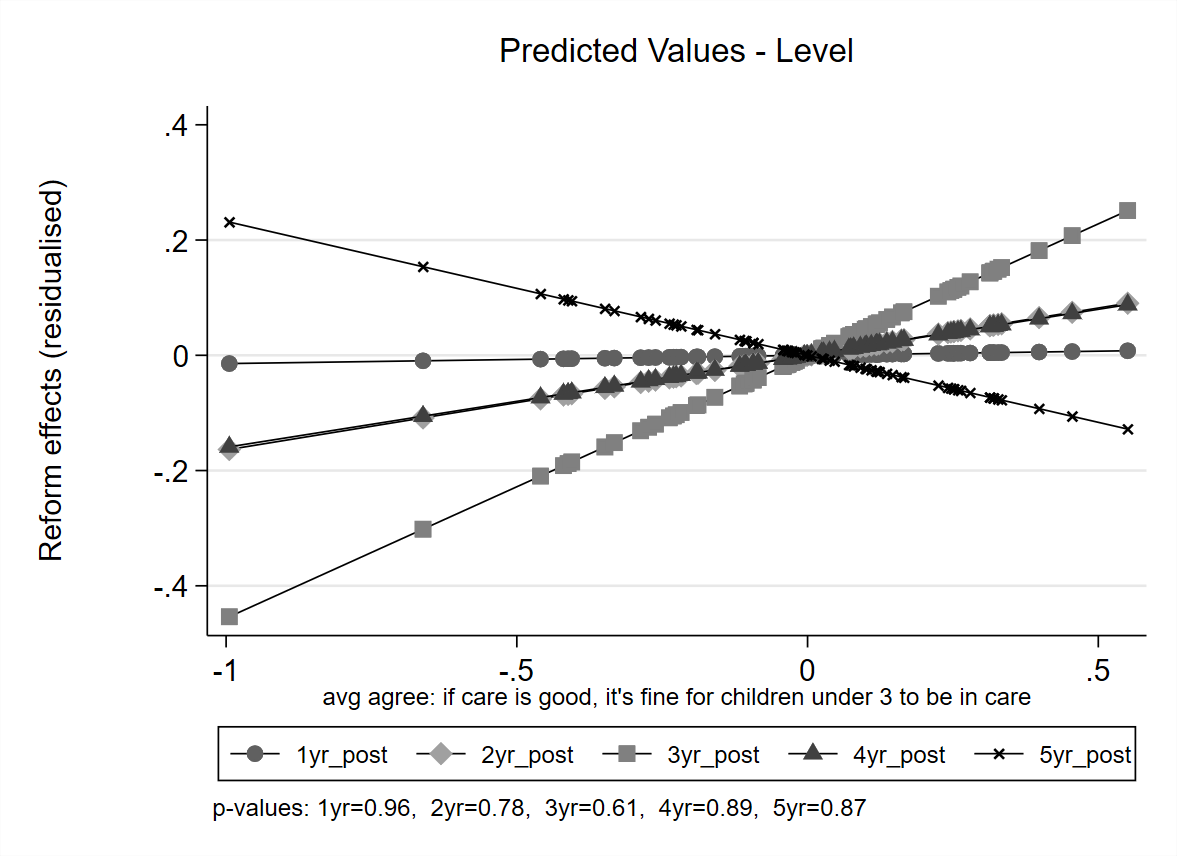 Predicted Values - Level
Reform effects (residualised)
.4
.2
0
-.2
-.4
-1
-.5
0
.5
avg agree: if care is good, it's fine for children under 3 to be in care
1yr_post
2yr_post
3yr_post
4yr_post
5yr_post
p-values: 1yr=0.96, 2yr=0.78, 3yr=0.61, 4yr=0.89, 5yr=0.87